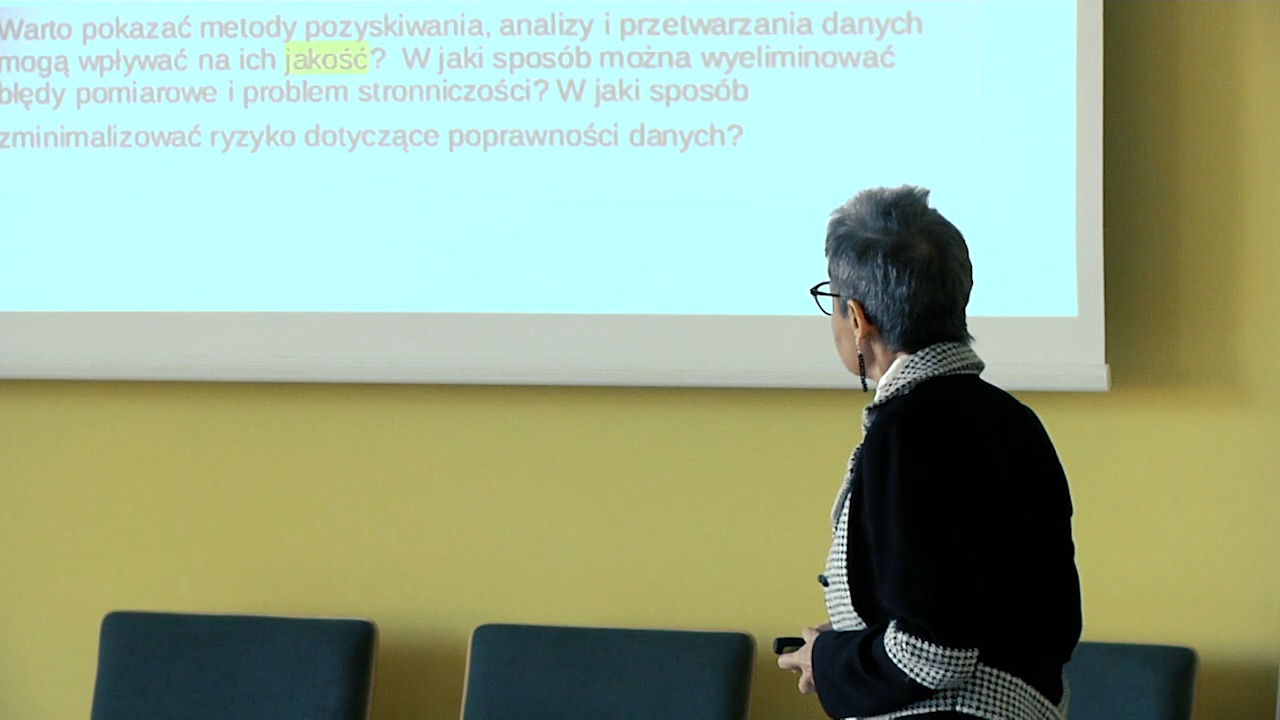 Warto pokazać metody pozyskiwania, analizy i przetwarzania danych
mogą wpływać na ich jakość? W jaki sposób można wyeliminować
błędy pomiarowe i problem stronniczości? W jaki sposób
zminimalizować ryzyko dotyczące poprawności danych?